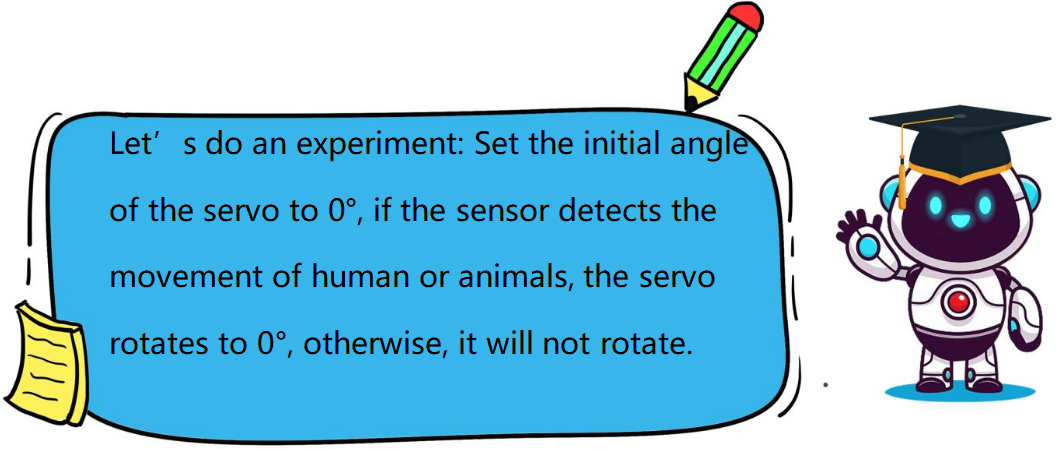 Let’s do an experiment: Set the initial angle
of the servo to 0°, if the sensor detects the
movement of human or animals, the servo
rotates to 0°, otherwise, it will not rotate.